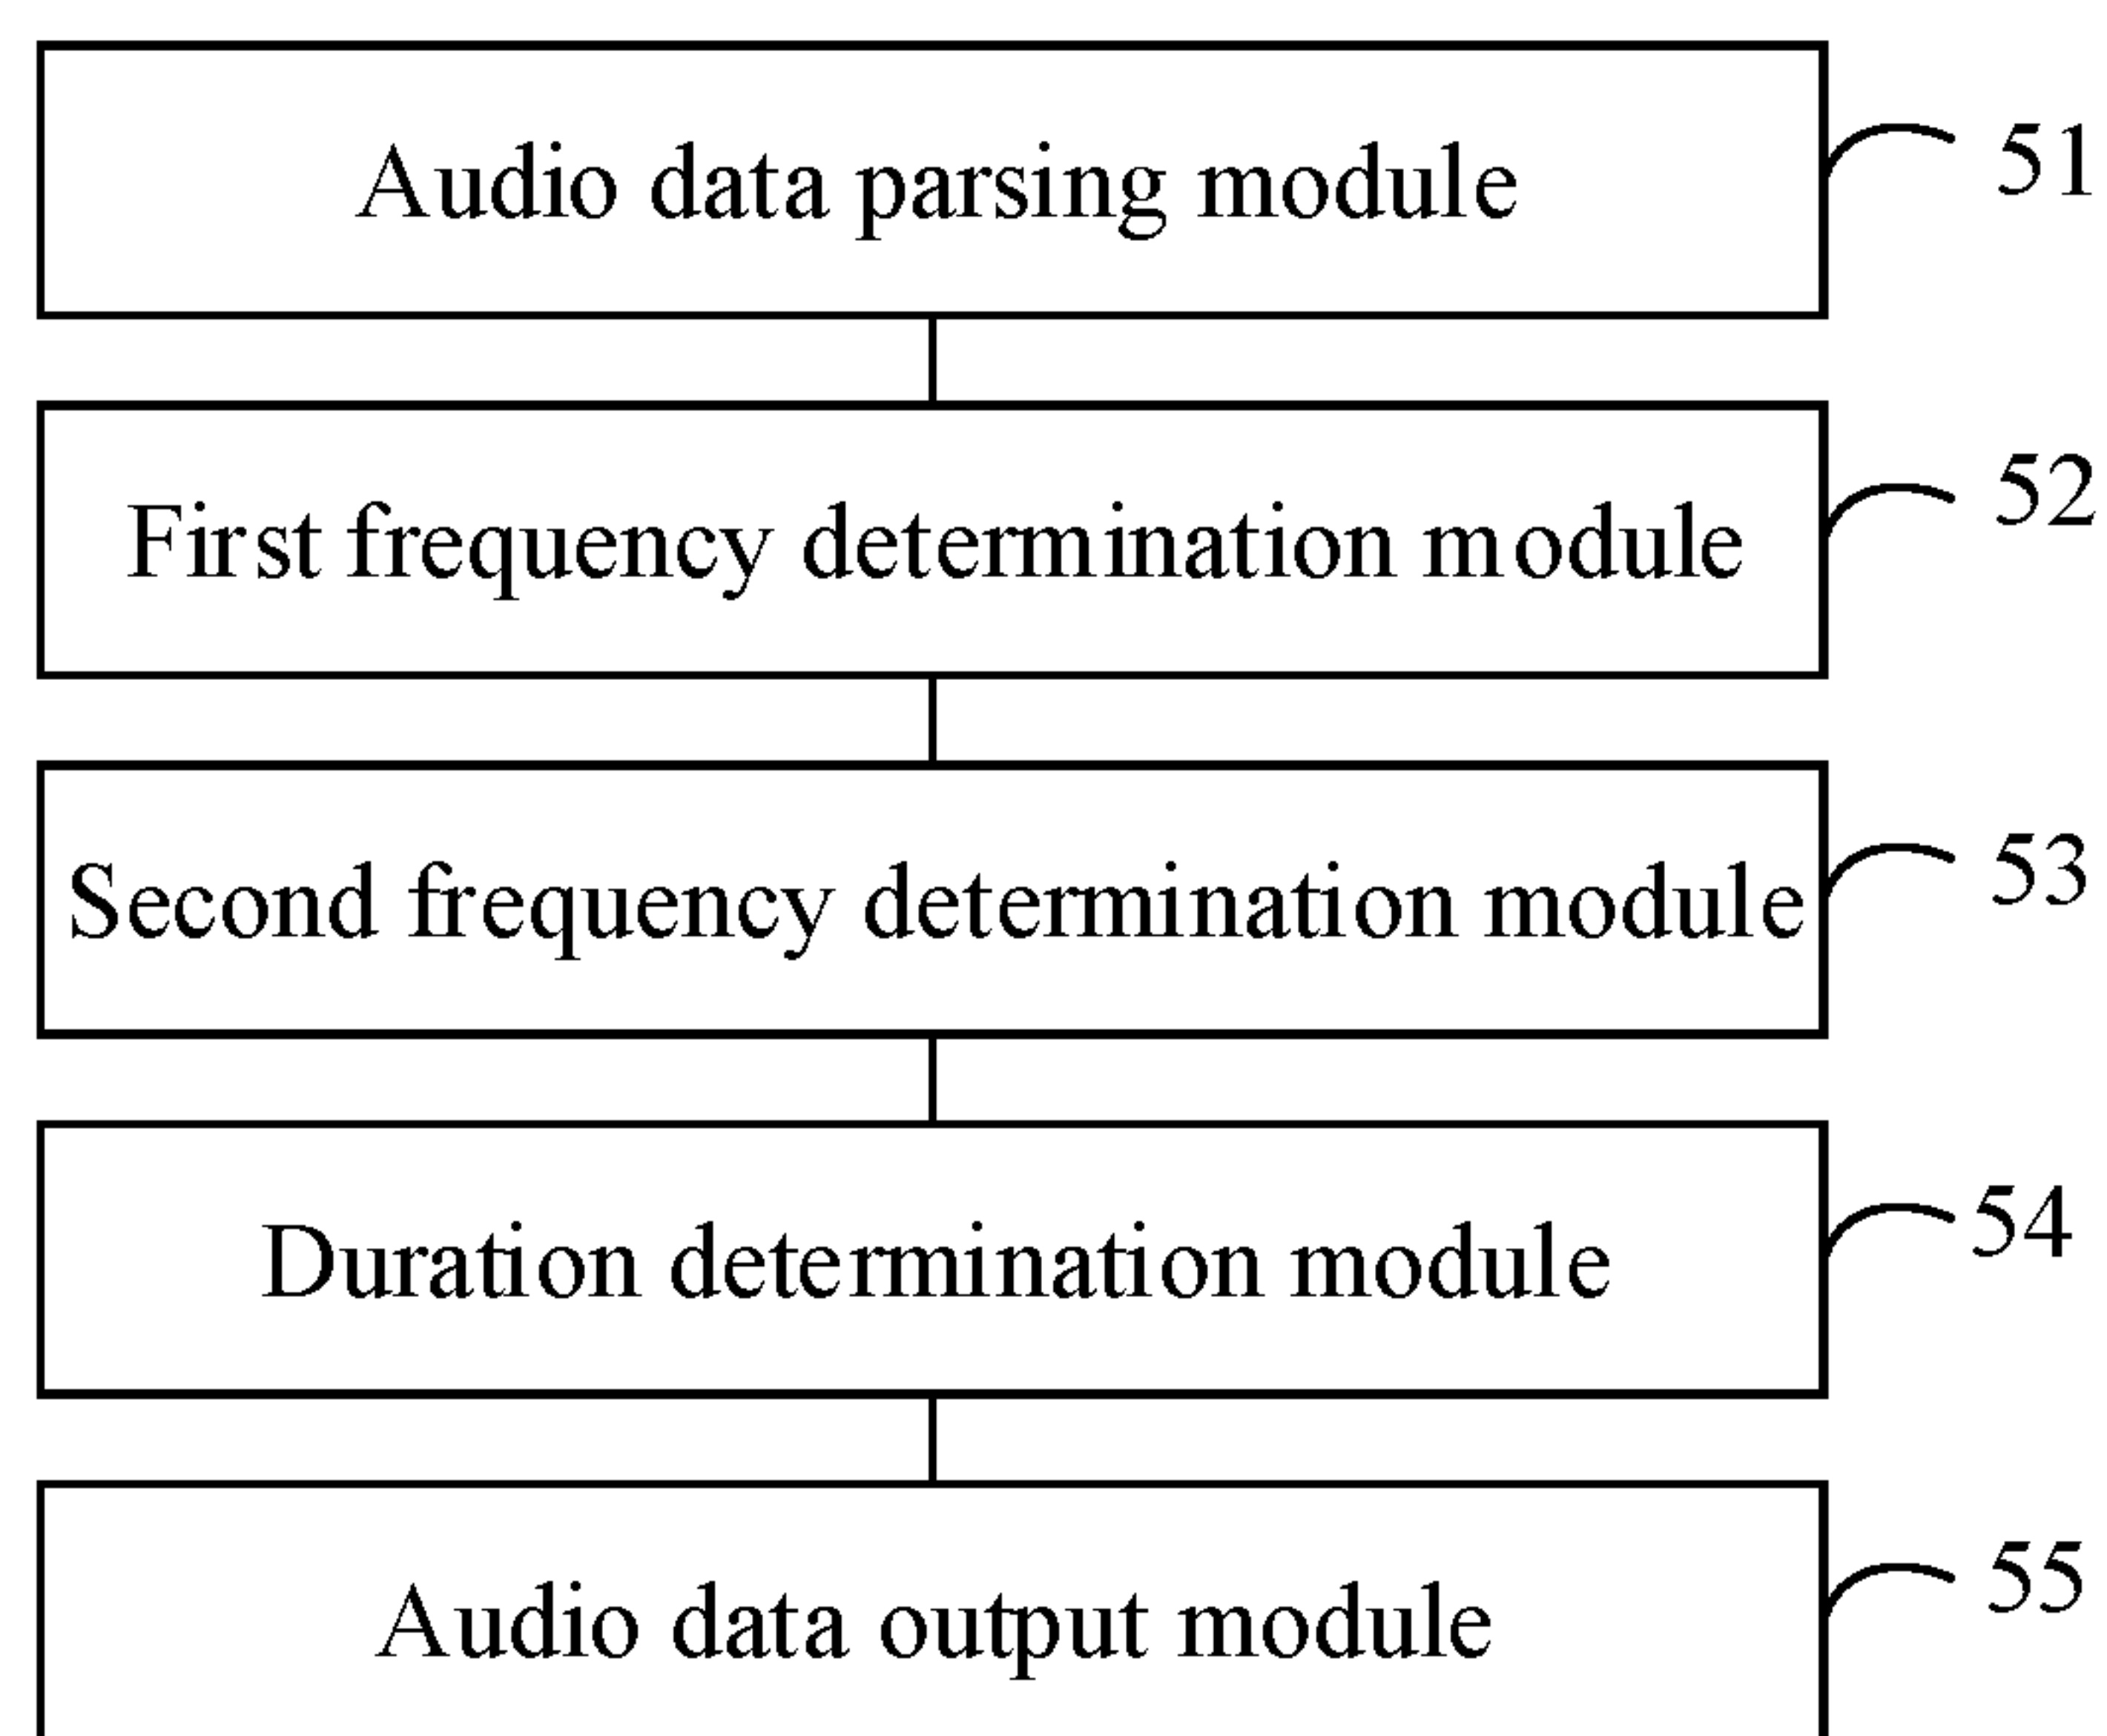 Audio data parsing module
51
First frequency determination module
52
Second frequency determination module
53
Duration determination module
54
Audio data output module
55